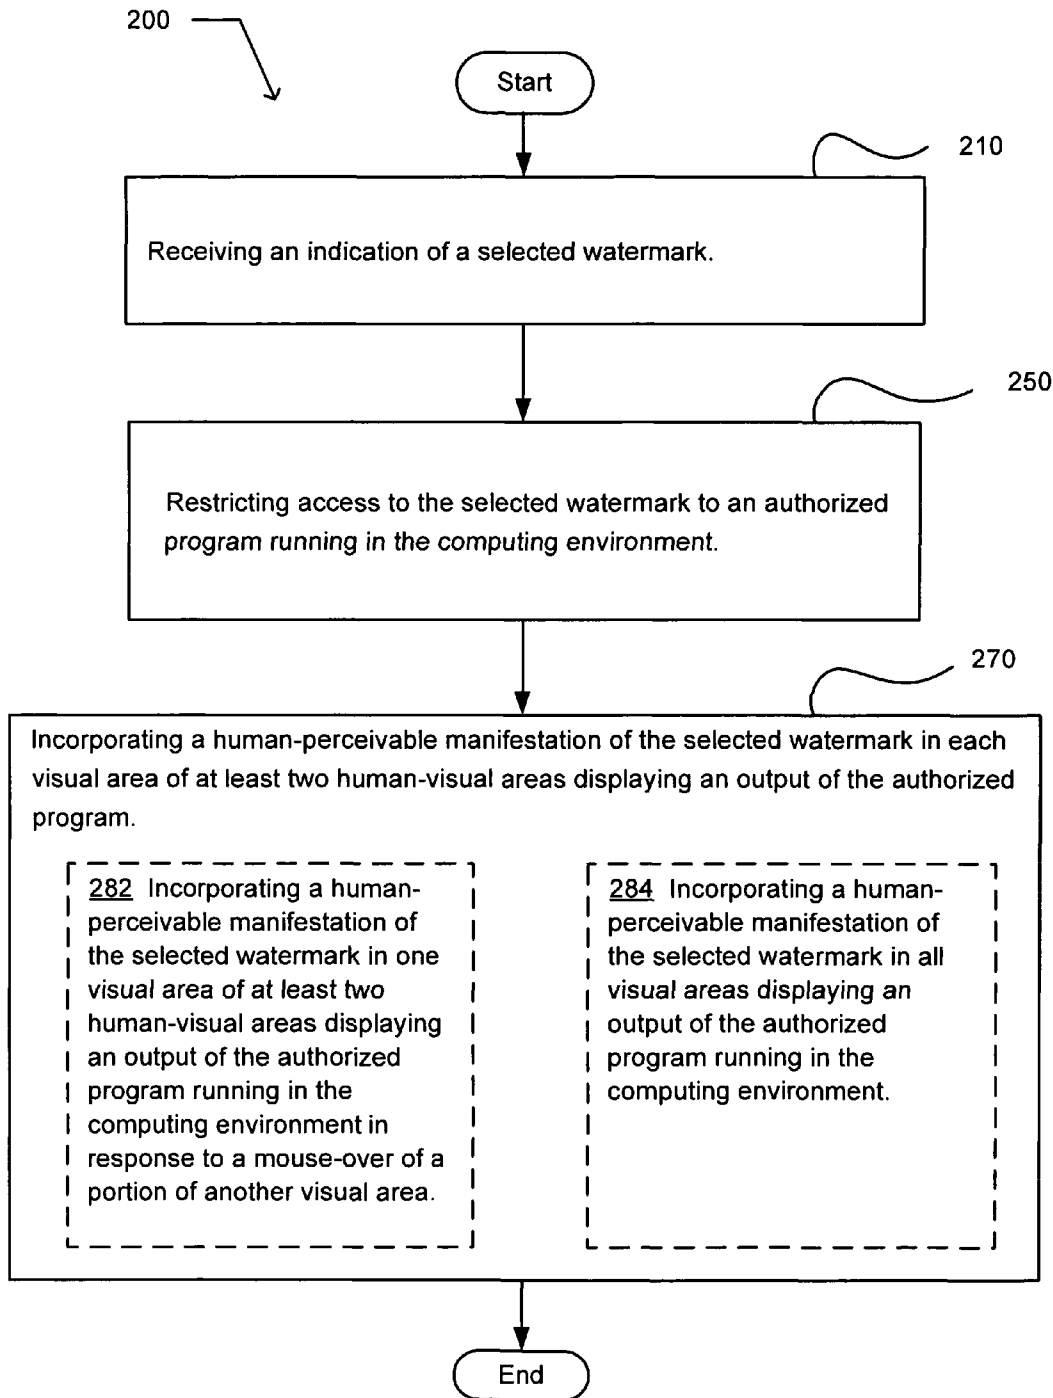 200
Start
210
Receiving an indication of a selected watermark.
250
Restricting access to the selected watermark to an authorized
program running in the computing environment.
270
Incorporating a human-perceivable manifestation of the selected watermark in each
visual area of at least two human-visual areas displaying an output of the authorized
program.
282 Incorporating a human-
perceivable manifestation of
the selected watermark in one
visual area of at least two
human-visual areas displaying
an output of the authorized
program running in the
computing environment in
response to a mouse-over of a
portion of another visual area.
284 Incorporating a human-
perceivable manifestation of
the selected watermark in all
visual areas displaying an
output of the authorized
program running in the
computing environment.
End